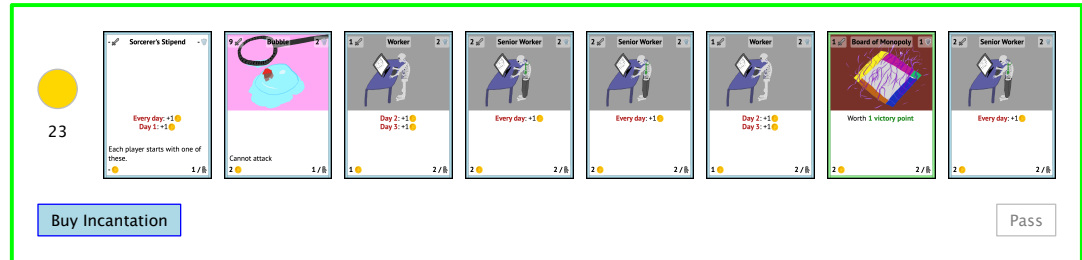 23
- Sorcerer's Stipend -
Every day: +1
Day 1: +1
Each player starts with one of
these.
- 1/
9 Bubble 2
Cannot attack
2 1/
1 Worker 2
Day 2: +1
Day 3: +1
1 2/
2 Senior Worker 2
Every day: +1
2 2/
2 Senior Worker 2
Every day: +1
2 2/
1 Worker 2
Day 2: +1
Day 3: +1
1 2/
1 Board of Monopoly 1
Worth 1 victory point
2 2/
2 Senior Worker 2
Every day: +1
2 2/
Buy Incantation
Pass